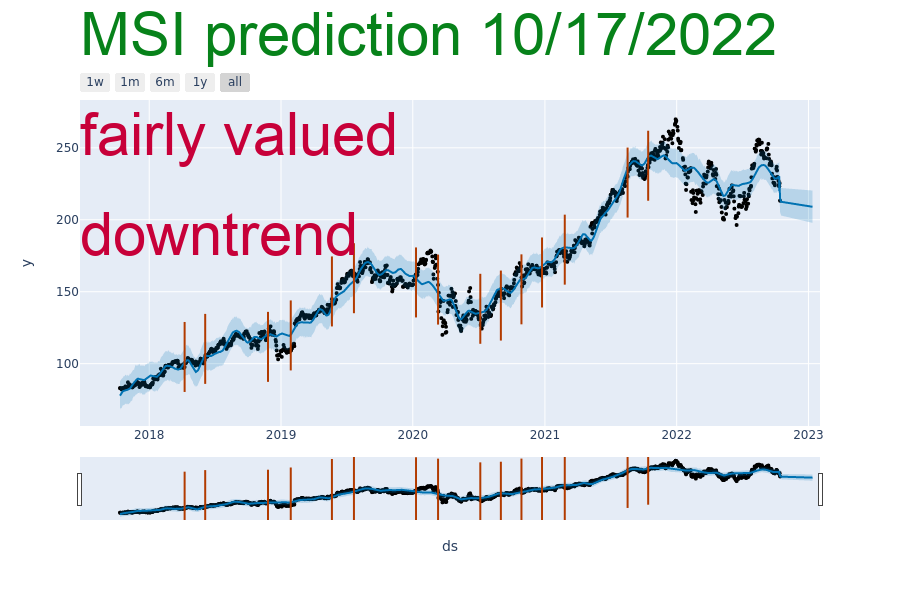 MSI prediction 10/17/2022
1w 1m 6m 1y all
fairly valued
250
200
downtrend
y
150
100
2018 2019 2020 2021 2022 2023
ds